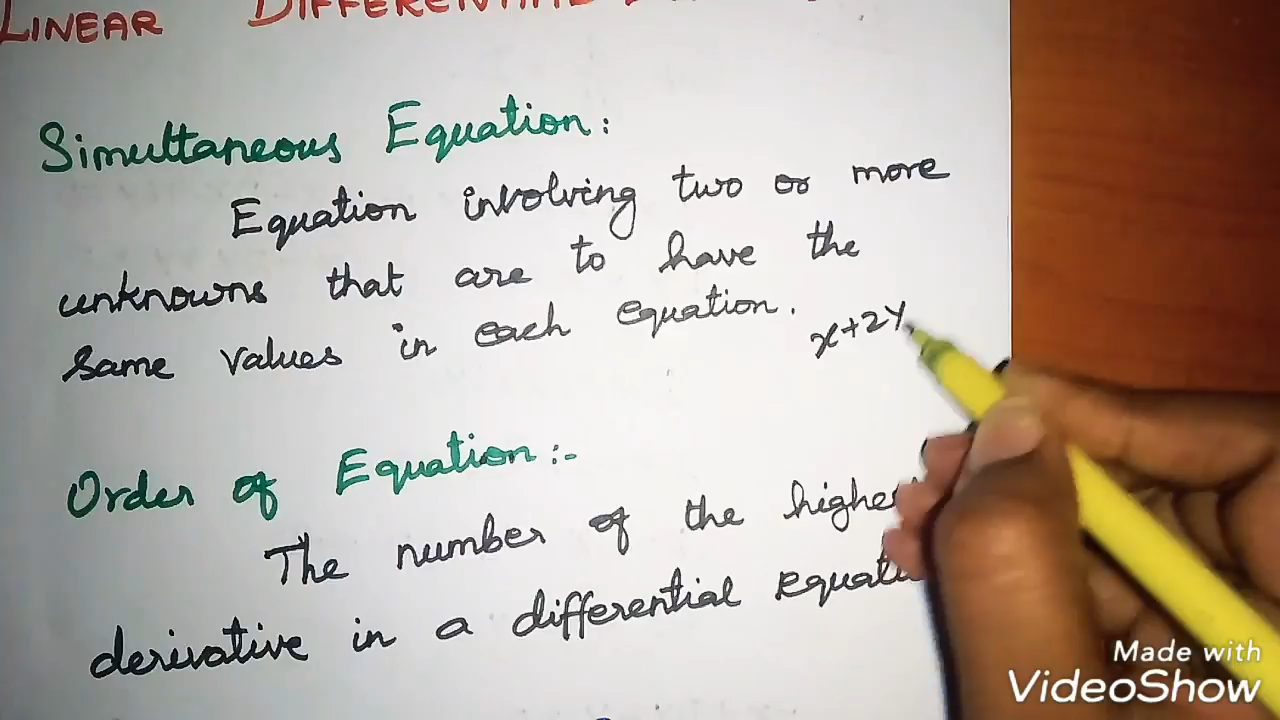 LINEAR DIFFERENTIAL
Simultaneous Equation:
Equation involving two or more
unknowns that are to have the
same values in each equation.
x+2y
Order of Equation:-
The number of the highest
derivative in a differential Equation
Made with
VideoShow